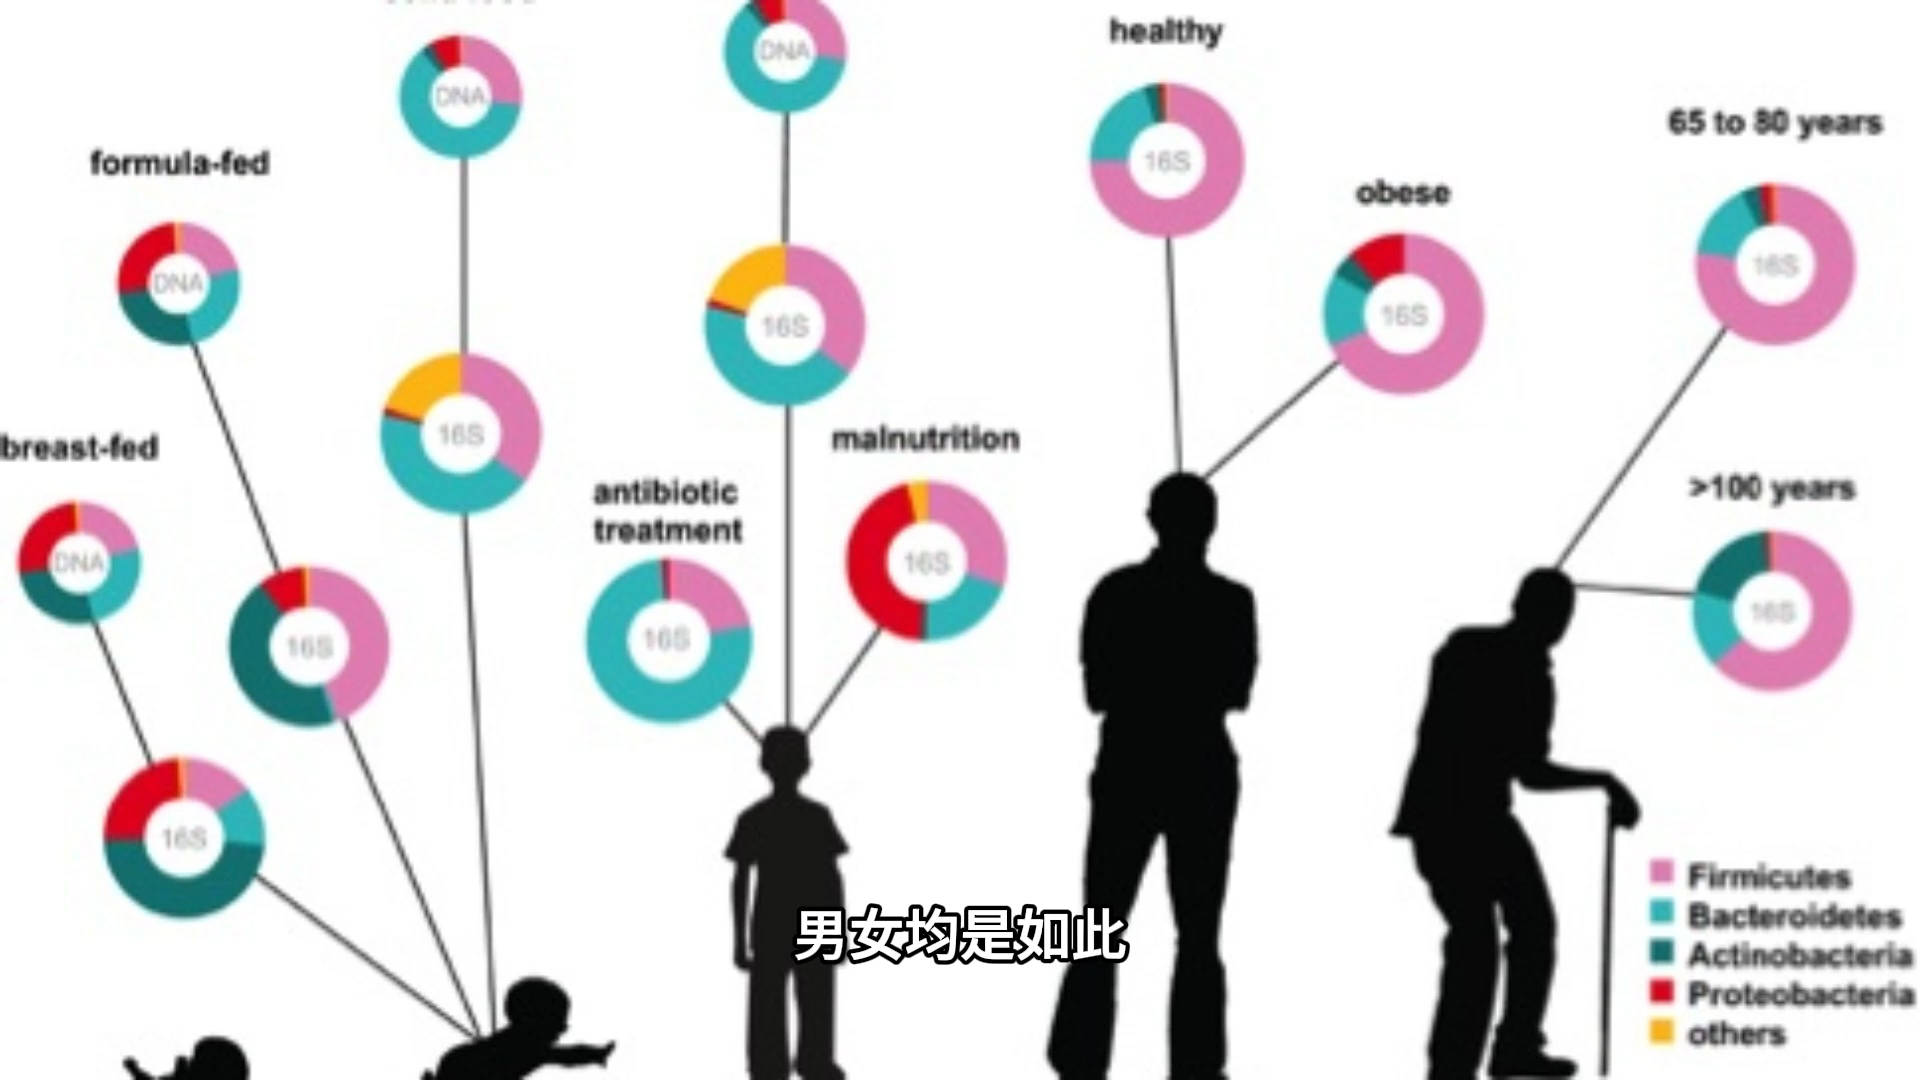 DNA
healthy
DNA
65 to 80 years
formula-fed
16S
obese
DNA
16S
16S
16S
breast-fed
16S
malnutrition
antibiotic
treatment
>100 years
DNA
16S
16S
16S
16S
16S
男女均是如此
Firmicutes
Bacteroidetes
Actinobacteria
Proteobacteria
others